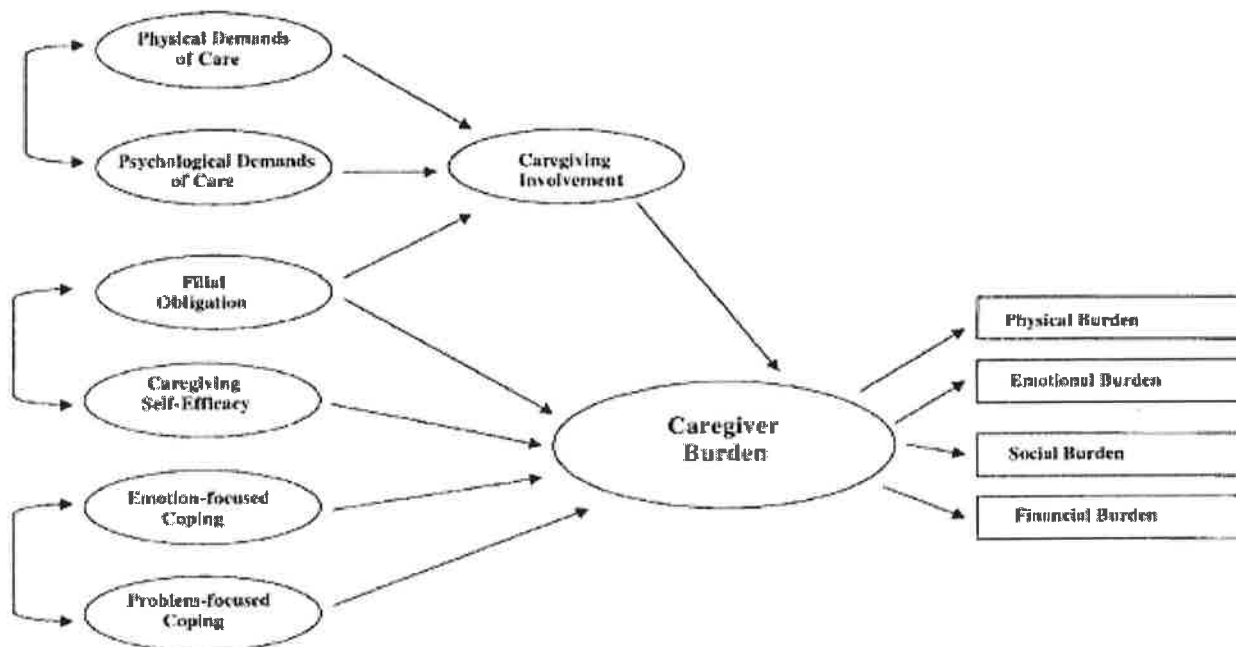 Physical Demands
of Care
Psychological Demands
of Care
Caregiving
Involvement
Filial
Obligation
Caregiving
Self-Efficacy
Caregiver
Burden
Emotion-focused
Coping
Problem-focused
Coping
Physical Burden
Emotional Burden
Social Burden
Financial Burden